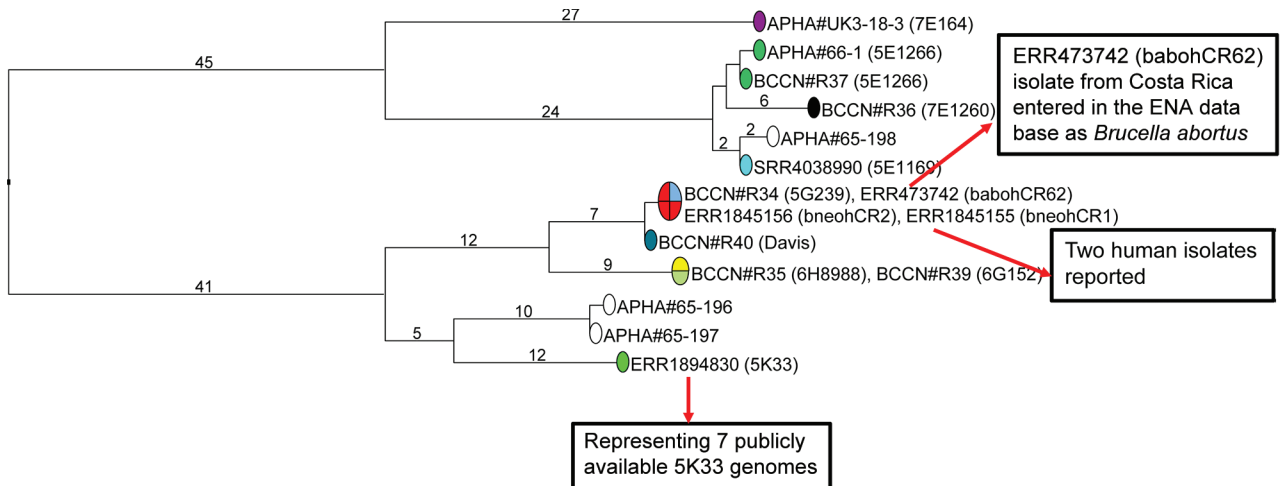 27
APHA#UK3-18-3 (7E164)
45
APHA#66-1 (5E1266)
BCCN#R37 (5E1266)
6
BCCN#R36 (7E1260)
24
2
APHA#65-198
2
SRR4038990 (5E1169)
ERR473742 (babohCR62)
isolate from Costa Rica
entered in the ENA data
base as Brucella abortus
BCCN#R34 (5G239), ERR473742 (babohCR62)
ERR1845156 (bneohCR2), ERR1845155 (bneohCR1)
7
BCCN#R40 (Davis)
12
9
BCCN#R35 (6H8988), BCCN#R39 (6G152)
Two human isolates
reported
41
APHA#65-196
10
APHA#65-197
5
12
ERR1894830 (5K33)
Representing 7 publicly
available 5K33 genomes